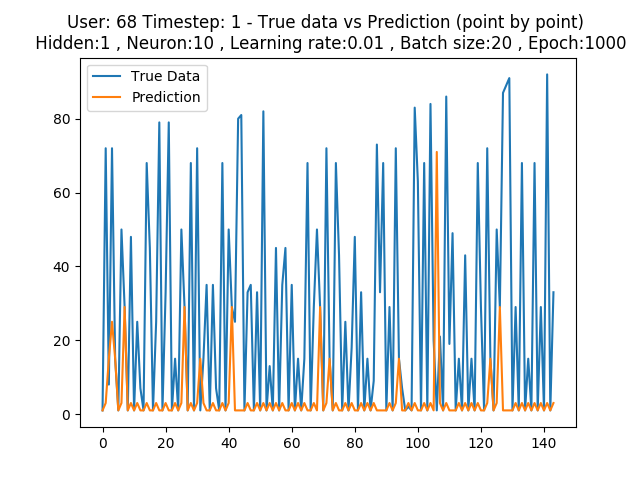 User: 68 Timestep: 1 - True data vs Prediction (point by point)
Hidden:1 , Neuron:10 , Learning rate:0.01 , Batch size:20 , Epoch:1000
True Data
Prediction
80
60
40
20
0
0 20 40 60 80 100 120 140